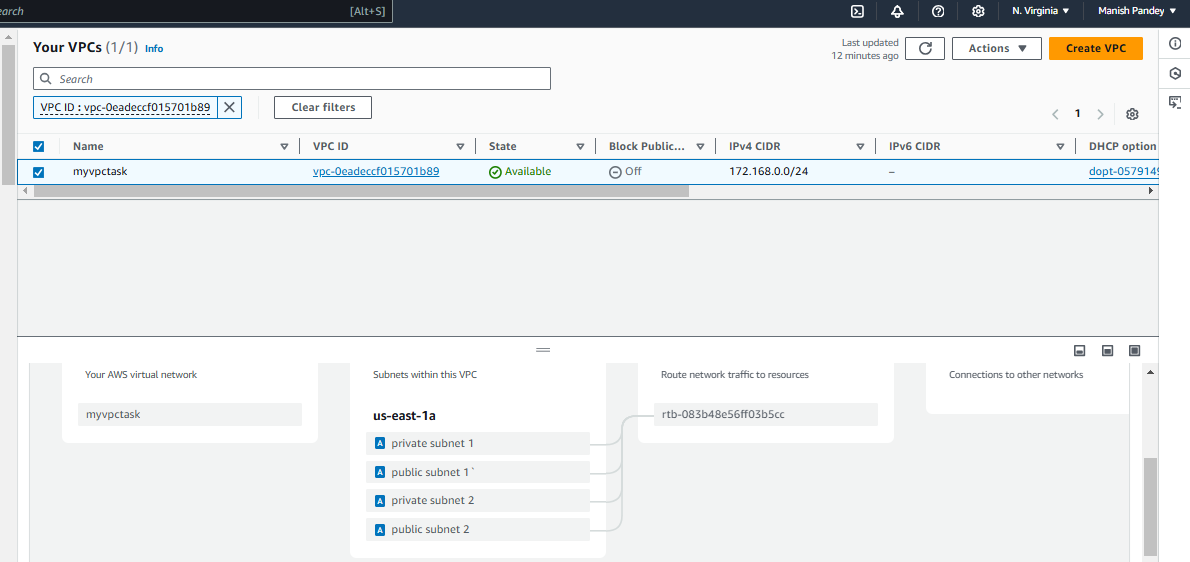 earch [Alt+S] N. Virginia ▼ Manish Pandey ▼
Your VPCs (1/1) Info
Last updated
12 minutes ago
Actions ▼
Create VPC
Search
VPC ID : vpc-0eadeccf015701b89
Clear filters
1
Name VPC ID State Block Public... IPv4 CIDR IPv6 CIDR DHCP option
myvpctask vpc-0eadeccf015701b89 Available Off 172.168.0.0/24 – dopt-0579149
Your AWS virtual network
myvpctask
Subnets within this VPC
us-east-1a
A private subnet 1
A public subnet 1`
A private subnet 2
A public subnet 2
Route network traffic to resources
rtb-083b48e56ff03b5cc
Connections to other networks